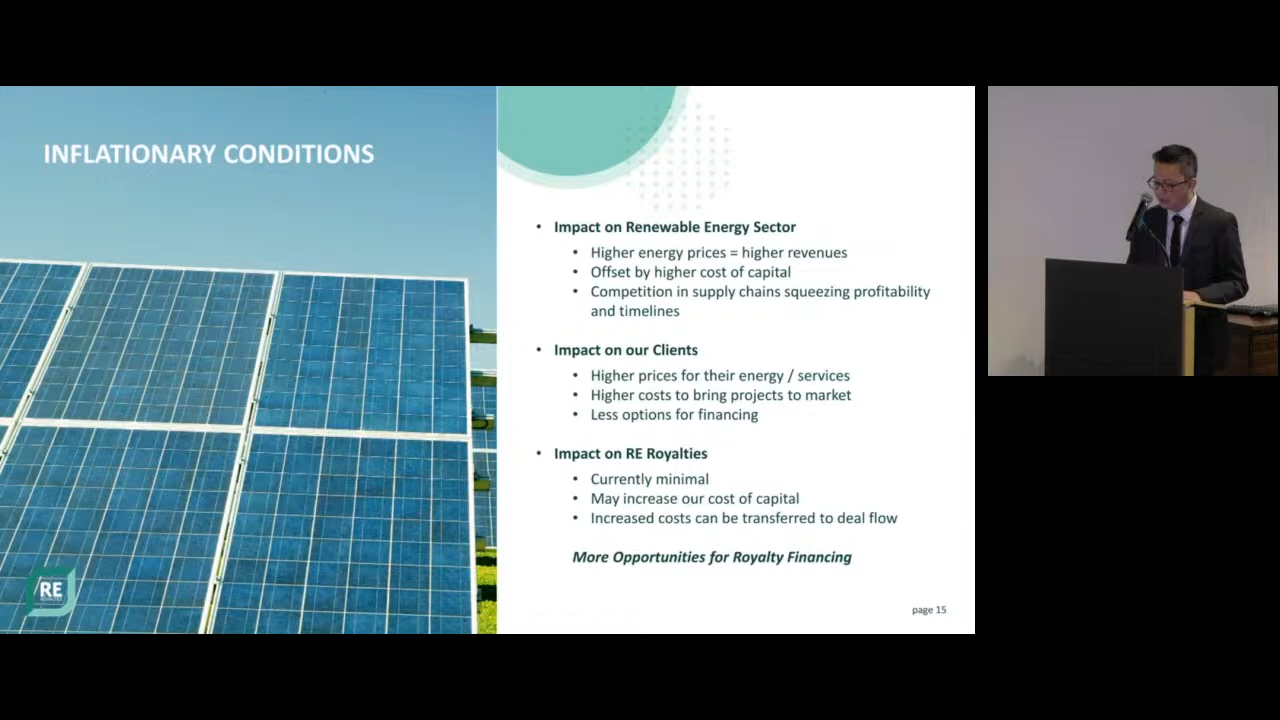 INFLATIONARY CONDITIONS
• Impact on Renewable Energy Sector
• Higher energy prices = higher revenues
• Offset by higher cost of capital
• Competition in supply chains squeezing profitability
and timelines
• Impact on our Clients
• Higher prices for their energy / services
• Higher costs to bring projects to market
• Less options for financing
• Impact on RE Royalties
• Currently minimal
• May increase our cost of capital
• Increased costs can be transferred to deal flow
More Opportunities for Royalty Financing
RE
page 15